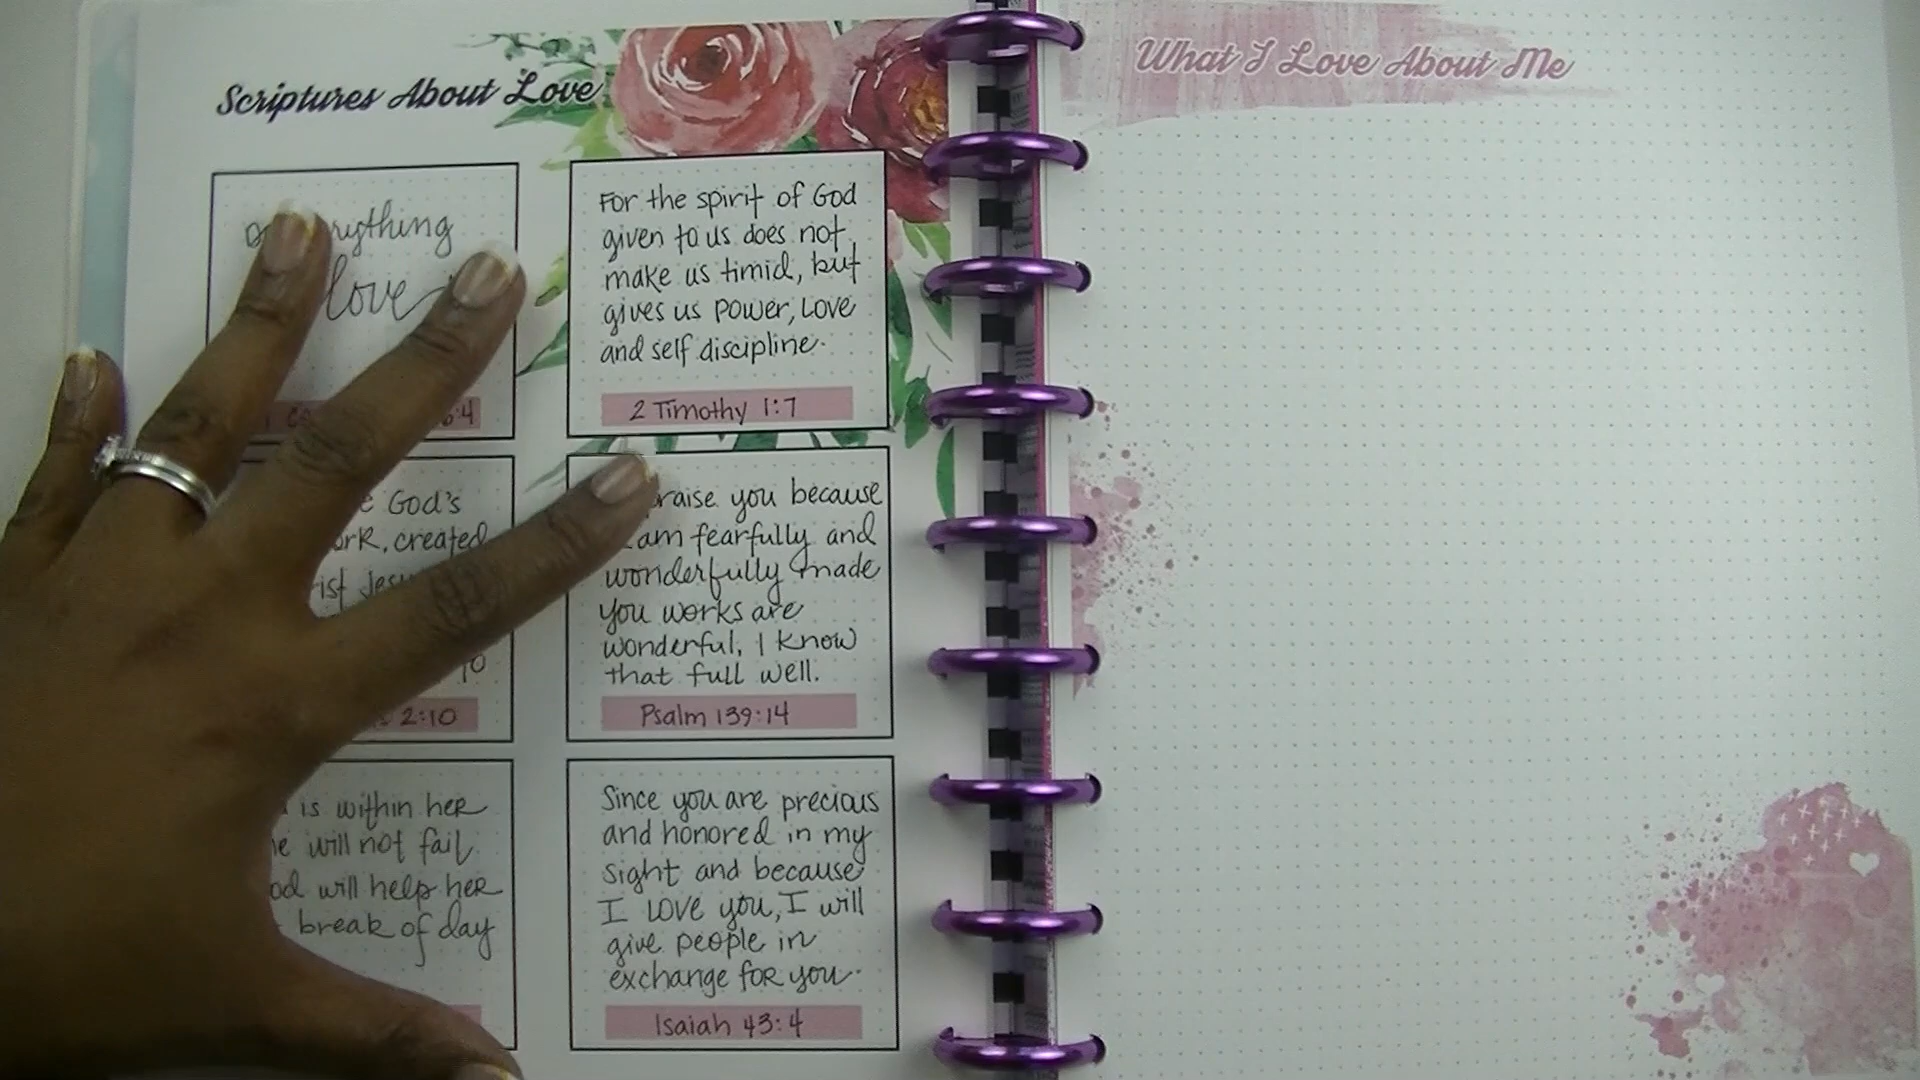 Scriptures About Love
rything
love
6:4
For the spirit of God
given to us does not
make us timid, but
gives us power, Love
and self discipline.
2 Timothy 1:7
God's
created
2:10
raise you because
am fearfully and
wonderfully made
you works are
wonderful, I know
that full well.
Psalm 139:14
is within her
will not fail
will help her
break of day
Since you are precious
and honored in my
sight and because
I LOVE you, I will
give people in
exchange for you.
Isaiah 43:4
What I Love About Me